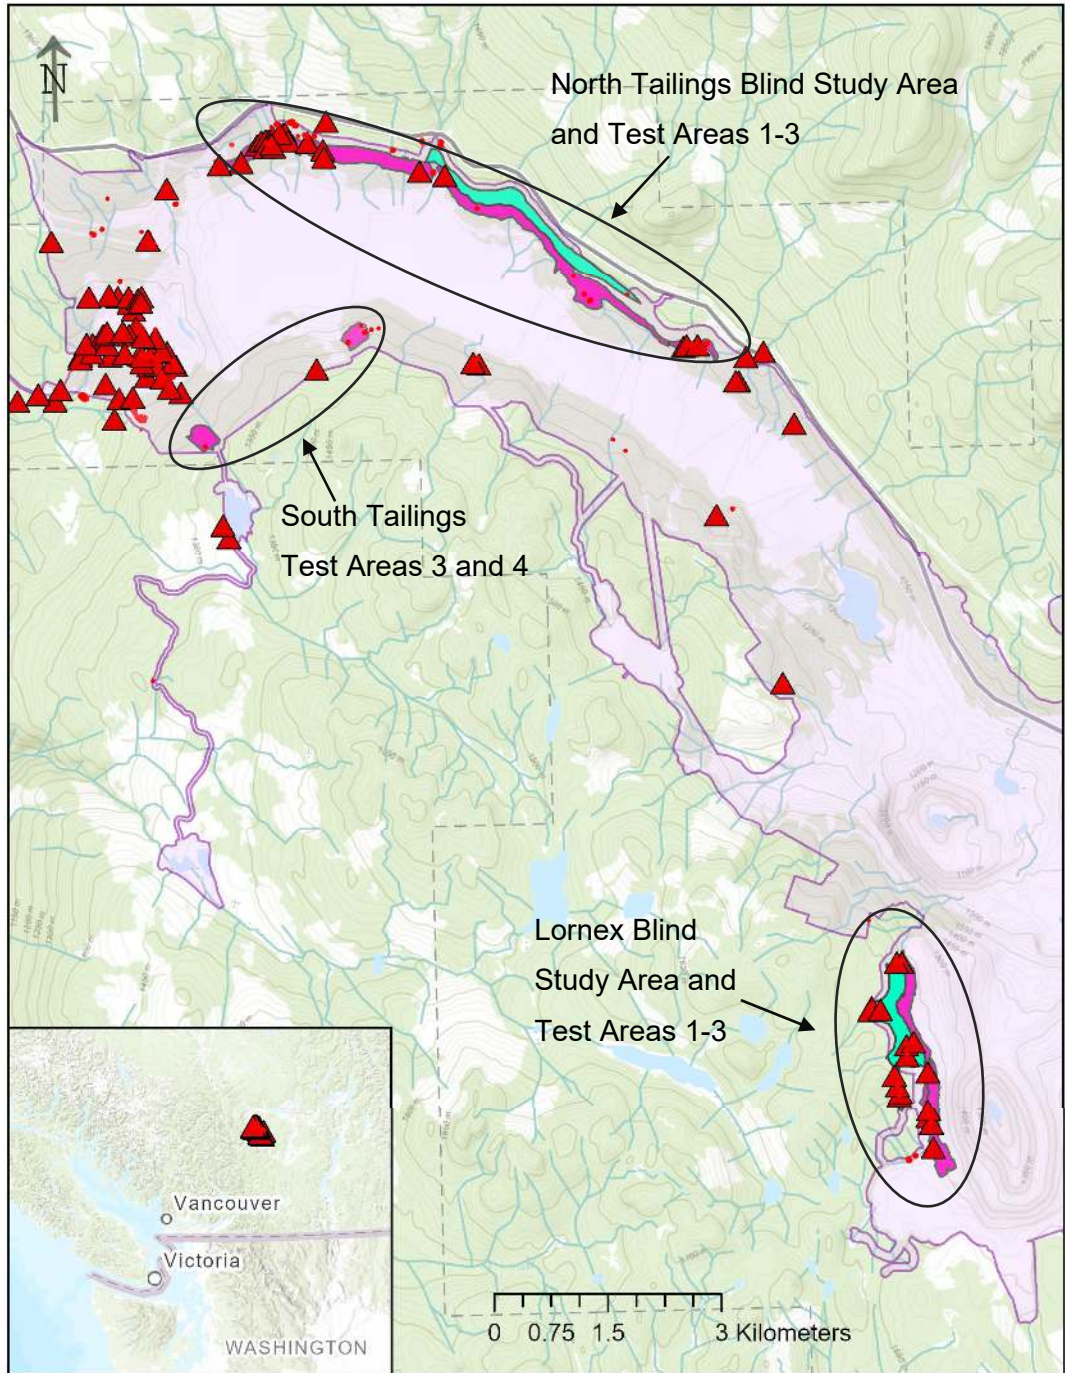 N
North Tailings Blind Study Area
and Test Areas 1-3
South Tailings
Test Areas 3 and 4
Lornex Blind
Study Area and
Test Areas 1-3
Vancouver
Victoria
WASHINGTON
0 0.75 1.5 3 Kilometers